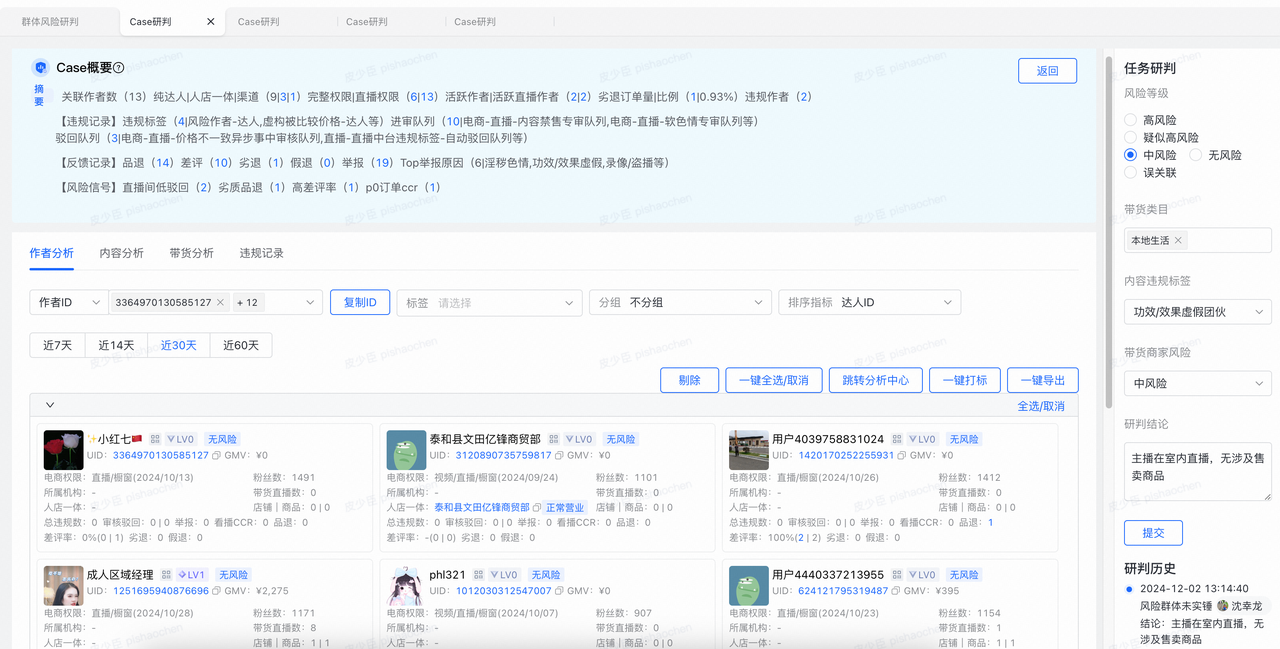 群体风险研判
Case研判
Case研判
Case研判
Case研判
Case概要
返回
摘要
关联作者数（13）纯达人|人店一体|渠道（9|3|1）完整权限|直播权限（6|13）活跃作者|活跃直播作者（2|2）劣退订单量|比例（1|0.93%）违规作者（2）
【违规记录】违规标签（4|风险作者-达人,虚构被比较价格-达人等）进审队列（10|电商-直播-内容禁售专审队列,电商-直播-软色情专审队列等）
驳回队列（3|电商-直播-价格不一致异步事中审核队列,直播-直播中台违规标签-自动驳回队列等）
【反馈记录】品退（14）差评（10）劣退（1）假退（0）举报（19）Top举报原因（6|淫秽色情,功效/效果虚假,录像/盗播等）
【风险信号】直播间低驳回（2）劣质品退（1）高差评率（1）p0订单ccr（1）
作者分析
内容分析
带货分析
违规记录
作者ID
3364970130585127
+ 12
复制ID
标签 请选择
分组 不分组
排序指标 达人ID
近7天
近14天
近30天
近60天
剔除
一键全选/取消
跳转分析中心
一键打标
一键导出
全选/取消
✨小红七🇨🇳 LV0 无风险
UID: 3364970130585127 GMV: ¥0
电商权限: 直播/橱窗(2024/10/13) 粉丝数: 1491
所属机构: - 带货直播数: 0
人店一体: - 店铺 | 商品: 0 | 0
总违规数: 0 审核驳回: 0 | 0 举报: 0 看播CCR: 0 品退: 0
差评率: 0%(0 | 1) 劣退: 0 假退: 0
泰和县文田亿锋商贸部 LV0 无风险
UID: 3120890735759817 GMV: ¥0
电商权限: 视频/直播/橱窗(2024/09/24) 粉丝数: 1101
所属机构: - 带货直播数: 0
人店一体: 泰和县文田亿锋商贸部 正常营业 店铺 | 商品: 0 | 0
总违规数: 0 审核驳回: 0 | 0 举报: 0 看播CCR: 0 品退: 0
差评率: -(0 | 0) 劣退: 0 假退: 0
用户4039758831024 LV0 无风险
UID: 1420170252255931 GMV: ¥0
电商权限: 直播/橱窗(2024/10/26) 粉丝数: 1412
所属机构: - 带货直播数: 0
人店一体: - 店铺 | 商品: 0 | 0
总违规数: 0 审核驳回: 0 | 0 举报: 0 看播CCR: 0 品退: 1
差评率: 100%(2 | 2) 劣退: 0 假退: 0
成人区域经理 LV1 无风险
UID: 1251695940876696 GMV: ¥2,275
电商权限: 直播/橱窗(2024/10/28) 粉丝数: 1171
所属机构: - 带货直播数: 8
人店一体: - 店铺 | 商品: 1 | 1
phl321 LV0 无风险
UID: 1012030312547007 GMV: ¥0
电商权限: 视频/直播/橱窗(2024/10/07) 粉丝数: 907
所属机构: - 带货直播数: 0
人店一体: - 店铺 | 商品: 0 | 0
用户4440337213955 LV0 无风险
UID: 624121795319487 GMV: ¥395
电商权限: 直播/橱窗(2024/10/23) 粉丝数: 1154
所属机构: - 带货直播数: 1
人店一体: - 店铺 | 商品: 1 | 1
任务研判
风险等级
高风险
疑似高风险
中风险 无风险
误关联
带货类目
本地生活
内容违规标签
功效/效果虚假团伙
带货商家风险
中风险
研判结论
主播在室内直播，无涉及售
卖商品
提交
研判历史
2024-12-02 13:14:40
风险群体未实锤 沈幸龙
结论：主播在室内直播，无
涉及售卖商品
皮少臣 pishaochen